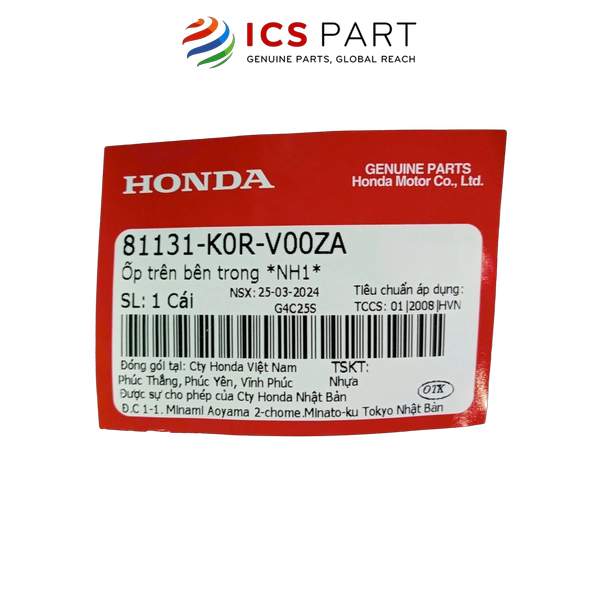 ICS PART
GENUINE PARTS, GLOBAL REACH
HONDA
GENUINE PARTS
Honda Motor Co., Ltd.
81131-K0R-V00ZA
Ốp trên bên trong *NH1*
SL: 1 Cái
NSX: 25-03-2024
G4C25S
Tiêu chuẩn áp dụng:
TCCS: 01|2008|HVN
Đóng gói tại: Cty Honda Việt Nam
Phúc Thắng, Phúc Yên, Vĩnh Phúc
TSKT:
Nhựa
Được sự cho phép của Cty Honda Nhật Bản
Đ.C 1-1. Minami Aoyama 2-chome.Minato-ku Tokyo Nhật Bản